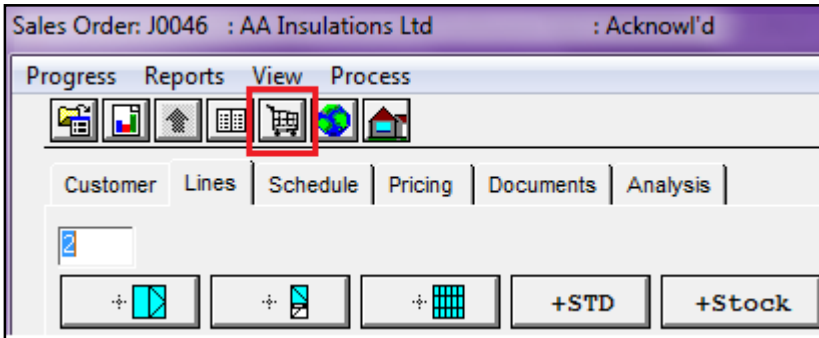 Sales Order: J0046 : AA Insulations Ltd : Acknowl'd
Progress Reports View Process
Customer Lines Schedule Pricing Documents Analysis
2
+STD +Stock